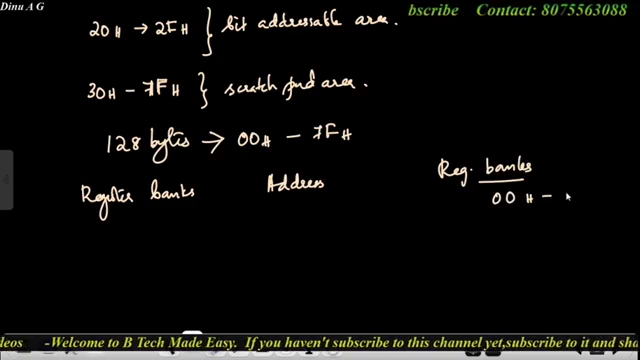 Dinu A G
bscribe    Contacts: 8075563088
20H → 2FH } bit addressable area.
30H – 7FH } scratch pad area.
128 bytes → 00H – 7FH
Register banks    Address
Reg. banks
00 H –
deos    -Welcome to B Tech Made Easy.  If you haven't subscribe to this channel yet,subscribe to it and sha